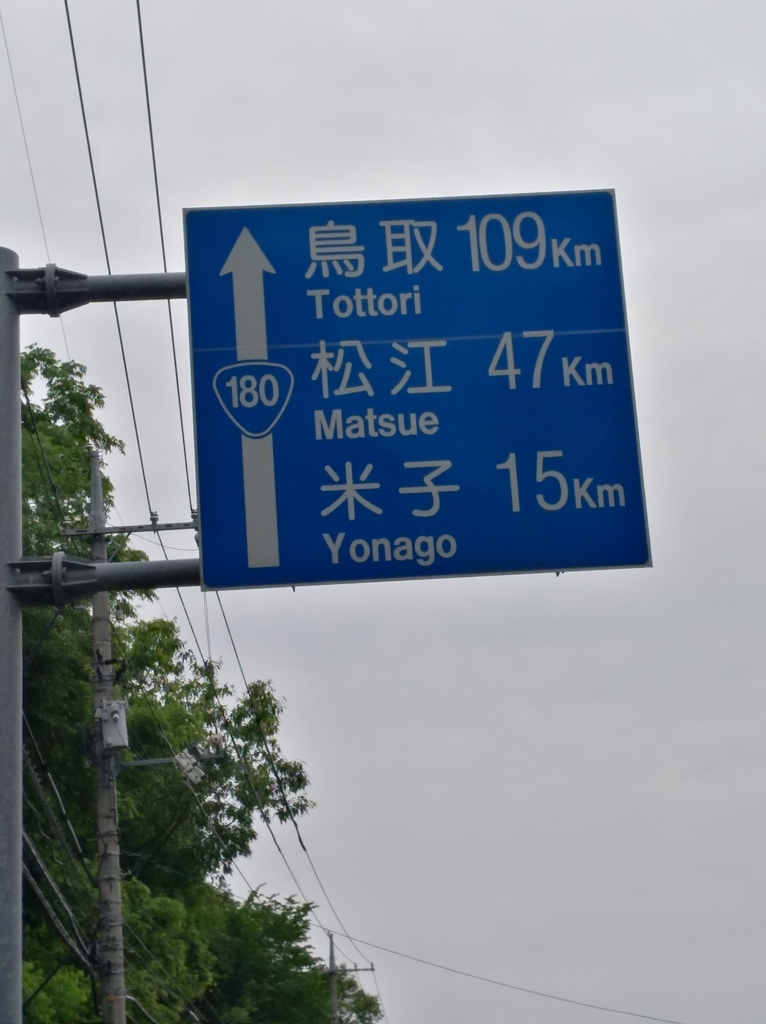 鳥取 109Km
Tottori
180
松江 47Km
Matsue
米子 15Km
Yonago